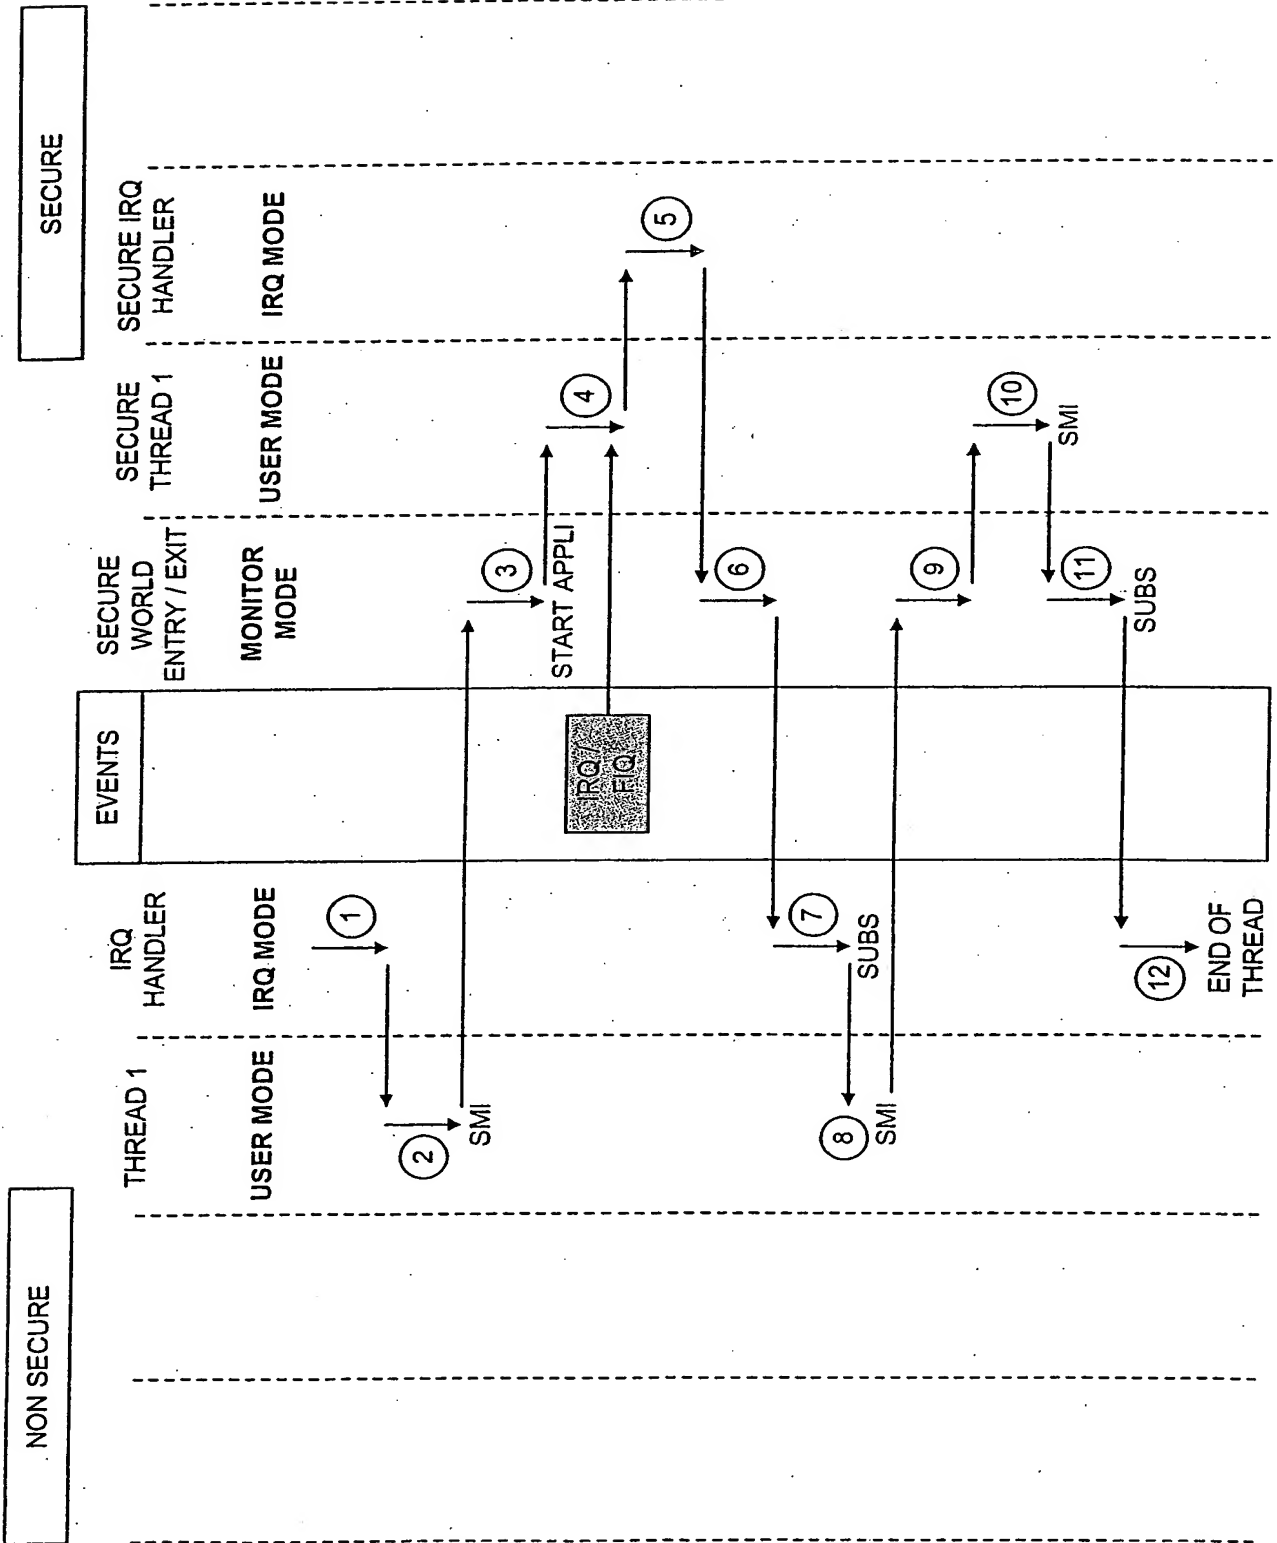 NON SECURE
SECURE
THREAD 1
USER MODE
IRQ
HANDLER
IRQ MODE
EVENTS
SECURE
WORLD
ENTRY / EXIT
MONITOR
MODE
SECURE
THREAD 1
USER MODE
SECURE IRQ
HANDLER
IRQ MODE
1
2
SMI
3
START APPLI
IRQ /
FIQ
4
5
6
7
SUBS
8
SMI
9
10
SMI
11
SUBS
12
END OF
THREAD